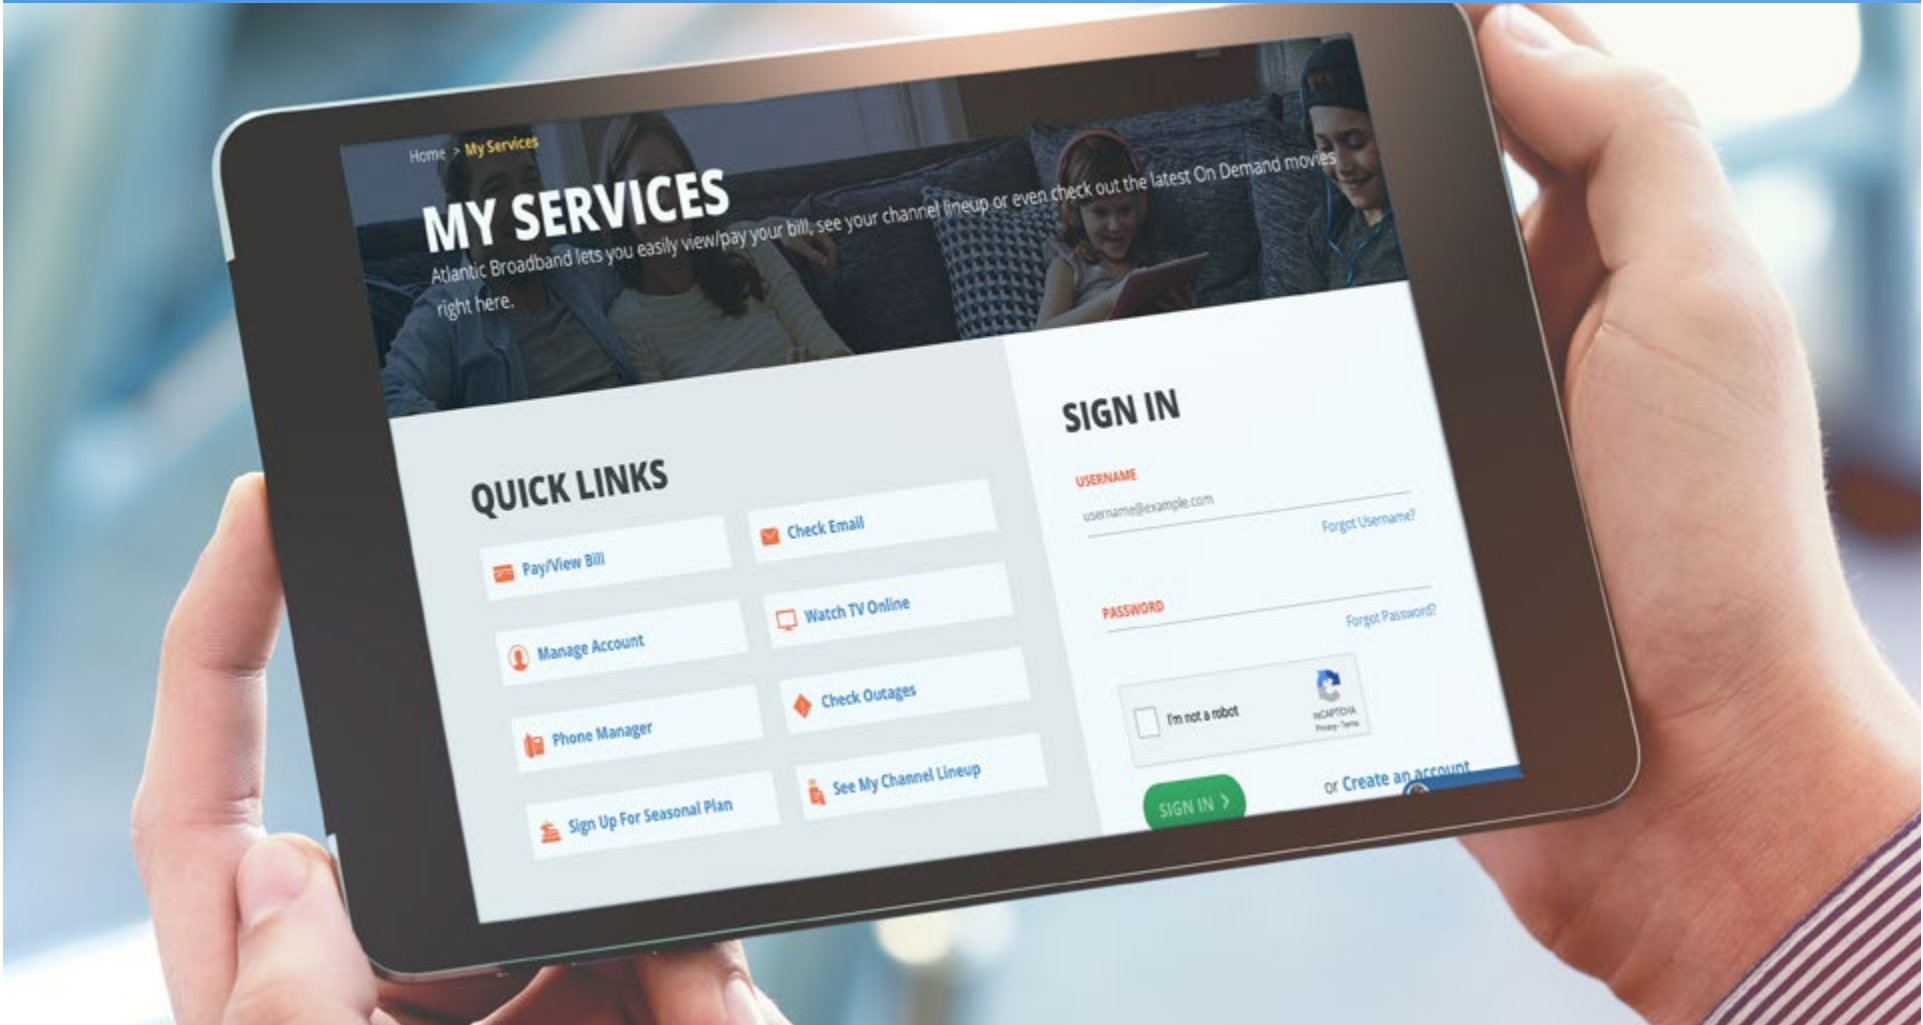 Home > My Services
MY SERVICES
Atlantic Broadband lets you easily view/pay your bill, see your channel lineup or even check out the latest On Demand movies
right here.
QUICK LINKS
Pay/View Bill
Check Email
Manage Account
Watch TV Online
Phone Manager
Check Outages
Sign Up For Seasonal Plan
See My Channel Lineup
SIGN IN
USERNAME
username@example.com
Forgot Username?
PASSWORD
Forgot Password?
I'm not a robot
reCAPTCHA
Privacy - Terms
SIGN IN >
or Create an account